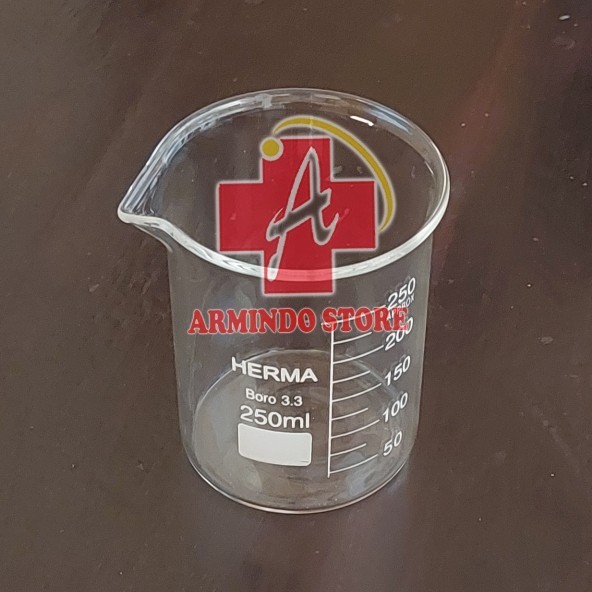 A
ARMINDO STORE
250
200
150
100
50
HERMA
Boro 3.3
250ml